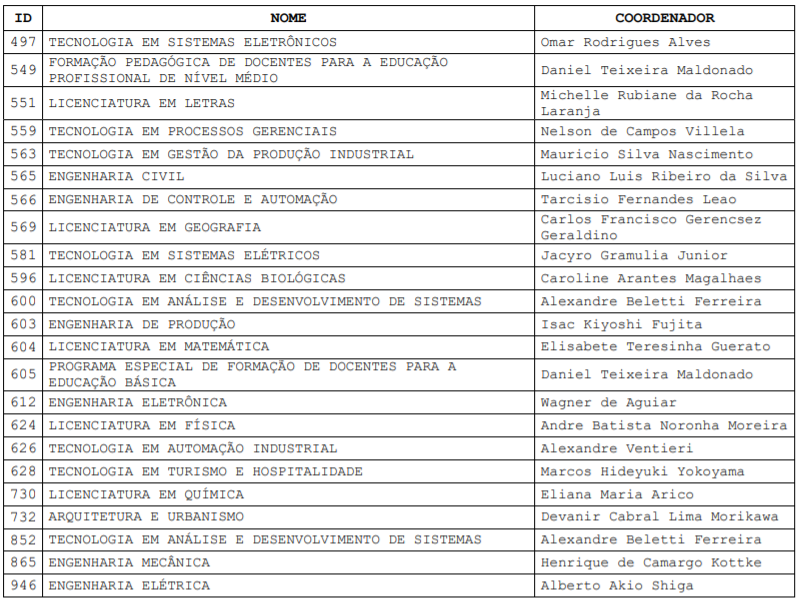 ID NOME COORDENADOR
497 TECNOLOGIA EM SISTEMAS ELETRÔNICOS Omar Rodrigues Alves
549 FORMAÇÃO PEDAGÓGICA DE DOCENTES PARA A EDUCAÇÃO
PROFISSIONAL DE NÍVEL MÉDIO Daniel Teixeira Maldonado
551 LICENCIATURA EM LETRAS Michelle Rubiane da Rocha
Laranja
559 TECNOLOGIA EM PROCESSOS GERENCIAIS Nelson de Campos Villela
563 TECNOLOGIA EM GESTÃO DA PRODUÇÃO INDUSTRIAL Mauricio Silva Nascimento
565 ENGENHARIA CIVIL Luciano Luis Ribeiro da Silva
566 ENGENHARIA DE CONTROLE E AUTOMAÇÃO Tarcisio Fernandes Leao
569 LICENCIATURA EM GEOGRAFIA Carlos Francisco Gerencsez
Geraldino
581 TECNOLOGIA EM SISTEMAS ELÉTRICOS Jacyro Gramulia Junior
596 LICENCIATURA EM CIÊNCIAS BIOLÓGICAS Caroline Arantes Magalhaes
600 TECNOLOGIA EM ANÁLISE E DESENVOLVIMENTO DE SISTEMAS Alexandre Beletti Ferreira
603 ENGENHARIA DE PRODUÇÃO Isac Kiyoshi Fujita
604 LICENCIATURA EM MATEMÁTICA Elisabete Teresinha Guerato
605 PROGRAMA ESPECIAL DE FORMAÇÃO DE DOCENTES PARA A
EDUCAÇÃO BÁSICA Daniel Teixeira Maldonado
612 ENGENHARIA ELETRÔNICA Wagner de Aguiar
624 LICENCIATURA EM FÍSICA Andre Batista Noronha Moreira
626 TECNOLOGIA EM AUTOMAÇÃO INDUSTRIAL Alexandre Ventieri
628 TECNOLOGIA EM TURISMO E HOSPITALIDADE Marcos Hideyuki Yokoyama
730 LICENCIATURA EM QUÍMICA Eliana Maria Arico
732 ARQUITETURA E URBANISMO Devanir Cabral Lima Morikawa
852 TECNOLOGIA EM ANÁLISE E DESENVOLVIMENTO DE SISTEMAS Alexandre Beletti Ferreira
865 ENGENHARIA MECÂNICA Henrique de Camargo Kottke
946 ENGENHARIA ELÉTRICA Alberto Akio Shiga